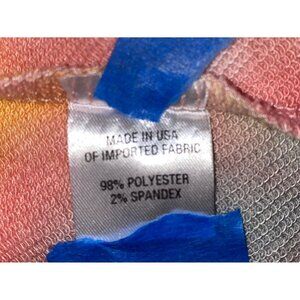 MADE IN USA
OF IMPORTED FABRIC
98% POLYESTER
2% SPANDEX